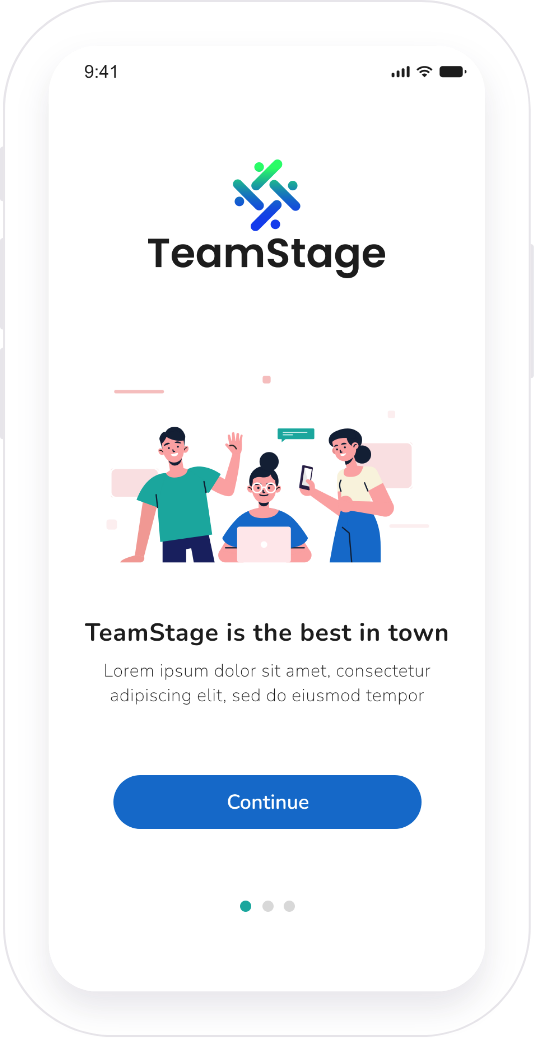 9:41
TeamStage
TeamStage is the best in town
Lorem ipsum dolor sit amet, consectetur
adipiscing elit, sed do eiusmod tempor
Continue